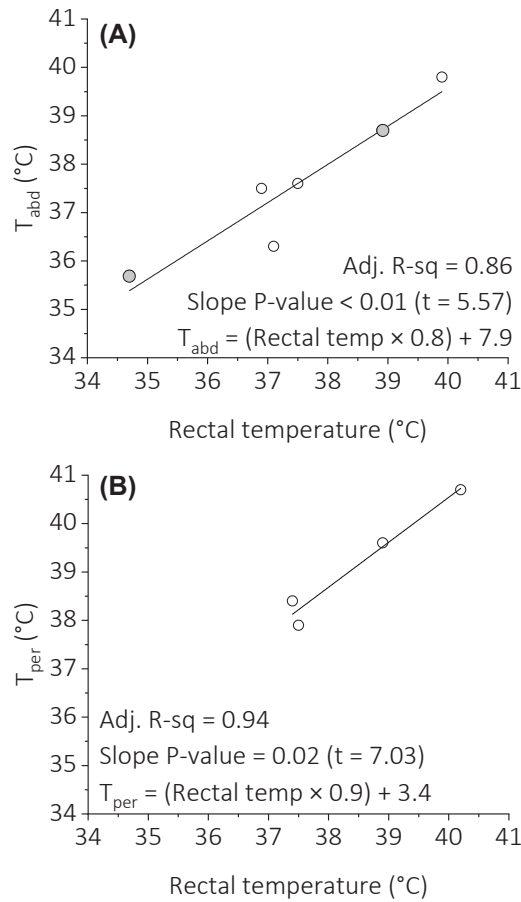 (A)
41
40
39
38
37
36
35
34
T_abd (°C)
Adj. R-sq = 0.86
Slope P-value < 0.01 (t = 5.57)
T_abd = (Rectal temp × 0.8) + 7.9
34 35 36 37 38 39 40 41
Rectal temperature (°C)
(B)
41
40
39
38
37
36
35
34
T_per (°C)
Adj. R-sq = 0.94
Slope P-value = 0.02 (t = 7.03)
T_per = (Rectal temp × 0.9) + 3.4
34 35 36 37 38 39 40 41
Rectal temperature (°C)